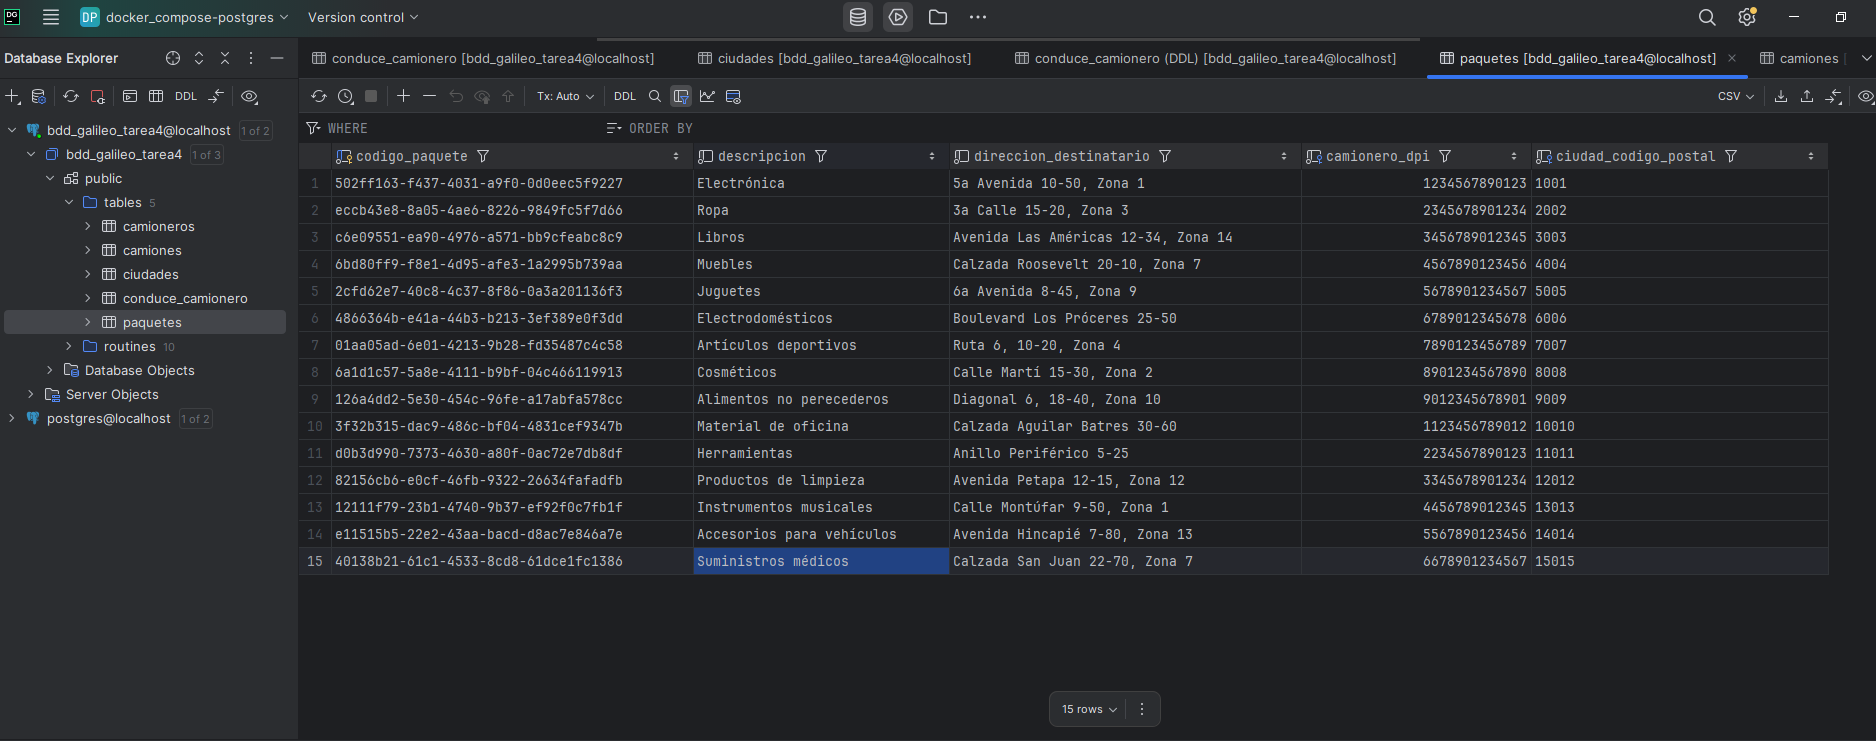 DG DP docker_compose-postgres Version control
Database Explorer
conduce_camionero [bdd_galileo_tarea4@localhost] ciudades [bdd_galileo_tarea4@localhost] conduce_camionero (DDL) [bdd_galileo_tarea4@localhost] paquetes [bdd_galileo_tarea4@localhost] camiones [
DDL
Tx: Auto DDL CSV
bdd_galileo_tarea4@localhost 1 of 2
bdd_galileo_tarea4 1 of 3
public
tables 5
camioneros
camiones
ciudades
conduce_camionero
paquetes
routines 10
Database Objects
Server Objects
postgres@localhost 1 of 2
WHERE ORDER BY
codigo_paquete descripcion direccion_destinatario camionero_dpi ciudad_codigo_postal
1 502ff163-f437-4031-a9f0-0d0eec5f9227 Electrónica 5a Avenida 10-50, Zona 1 1234567890123 1001
2 eccb43e8-8a05-4ae6-8226-9849fc5f7d66 Ropa 3a Calle 15-20, Zona 3 2345678901234 2002
3 c6e09551-ea90-4976-a571-bb9cfeabc8c9 Libros Avenida Las Américas 12-34, Zona 14 3456789012345 3003
4 6bd80ff9-f8e1-4d95-afe3-1a2995b739aa Muebles Calzada Roosevelt 20-10, Zona 7 4567890123456 4004
5 2cfd62e7-40c8-4c37-8f86-0a3a201136f3 Juguetes 6a Avenida 8-45, Zona 9 5678901234567 5005
6 4866364b-e41a-44b3-b213-3ef389e0f3dd Electrodomésticos Boulevard Los Próceres 25-50 6789012345678 6006
7 01aa05ad-6e01-4213-9b28-fd35487c4c58 Artículos deportivos Ruta 6, 10-20, Zona 4 7890123456789 7007
8 6a1d1c57-5a8e-4111-b9bf-04c466119913 Cosméticos Calle Martí 15-30, Zona 2 8901234567890 8008
9 126a4dd2-5e30-454c-96fe-a17abfa578cc Alimentos no perecederos Diagonal 6, 18-40, Zona 10 9012345678901 9009
10 3f32b315-dac9-486c-bf04-4831cef9347b Material de oficina Calzada Aguilar Batres 30-60 1123456789012 10010
11 d0b3d990-7373-4630-a80f-0ac72e7db8df Herramientas Anillo Periférico 5-25 2234567890123 11011
12 82156cb6-e0cf-46fb-9322-26634fafadfb Productos de limpieza Avenida Petapa 12-15, Zona 12 3345678901234 12012
13 12111f79-23b1-4740-9b37-ef92f0c7fb1f Instrumentos musicales Calle Montúfar 9-50, Zona 1 4456789012345 13013
14 e11515b5-22e2-43aa-bacd-d8ac7e846a7e Accesorios para vehículos Avenida Hincapié 7-80, Zona 13 5567890123456 14014
15 40138b21-61c1-4533-8cd8-61dce1fc1386 Suministros médicos Calzada San Juan 22-70, Zona 7 6678901234567 15015
15 rows